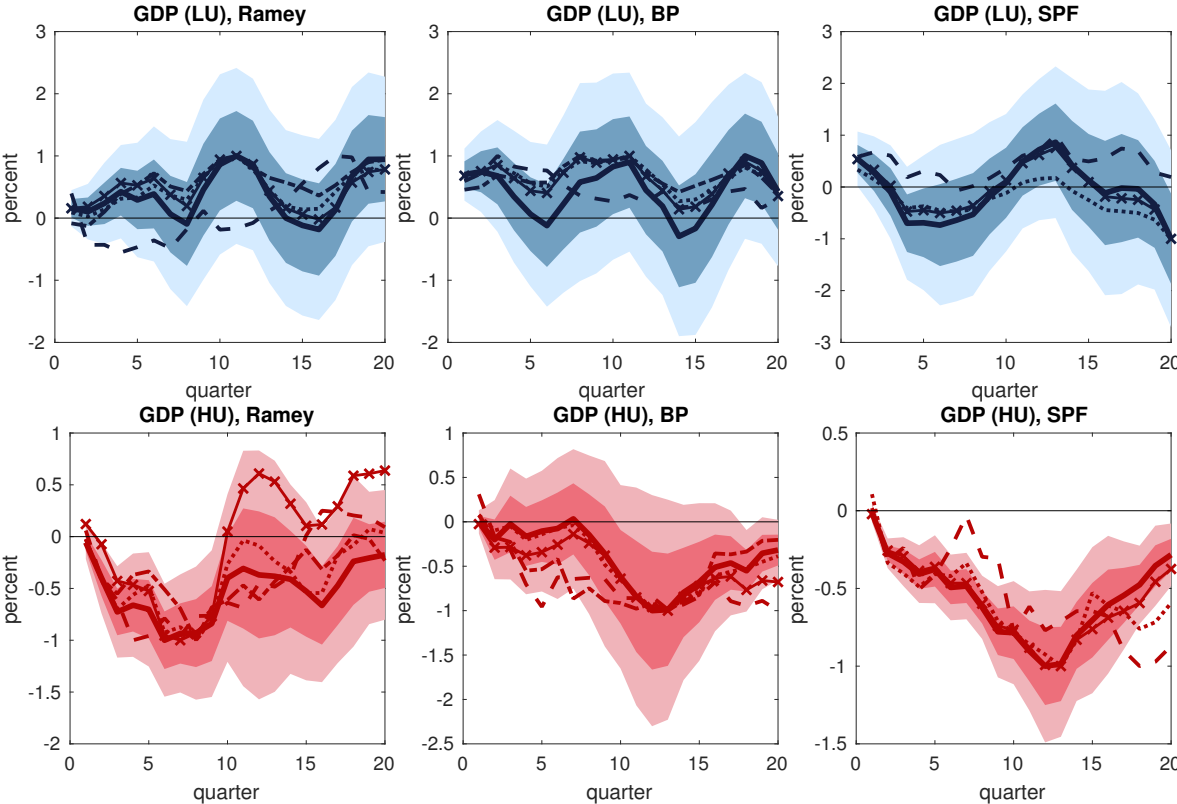 GDP (LU), Ramey
3
2
1
0
-1
-2
percent
0 5 10 15 20
quarter
GDP (LU), BP
3
2
1
0
-1
-2
percent
0 5 10 15 20
quarter
GDP (LU), SPF
3
2
1
0
-1
-2
-3
percent
0 5 10 15 20
quarter
GDP (HU), Ramey
1
0.5
0
-0.5
-1
-1.5
-2
percent
0 5 10 15 20
quarter
GDP (HU), BP
1
0.5
0
-0.5
-1
-1.5
-2
-2.5
percent
0 5 10 15 20
quarter
GDP (HU), SPF
0.5
0
-0.5
-1
-1.5
percent
0 5 10 15 20
quarter